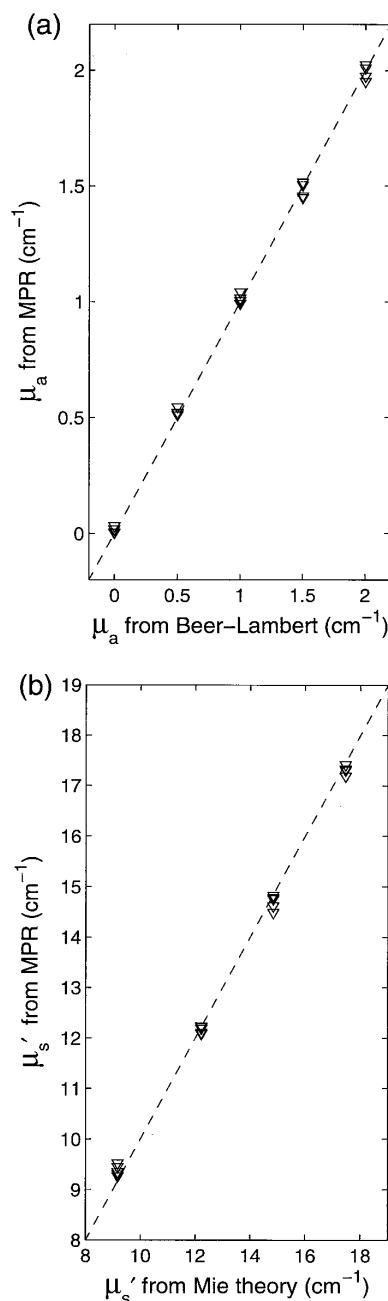 (a)
2
1.5
1
0.5
0
μa from MPR (cm⁻¹)
0 0.5 1 1.5 2
μa from Beer–Lambert (cm⁻¹)
(b)
19
18
17
16
15
14
13
12
11
10
9
8
μs′ from MPR (cm⁻¹)
8 10 12 14 16 18
μs′ from Mie theory (cm⁻¹)